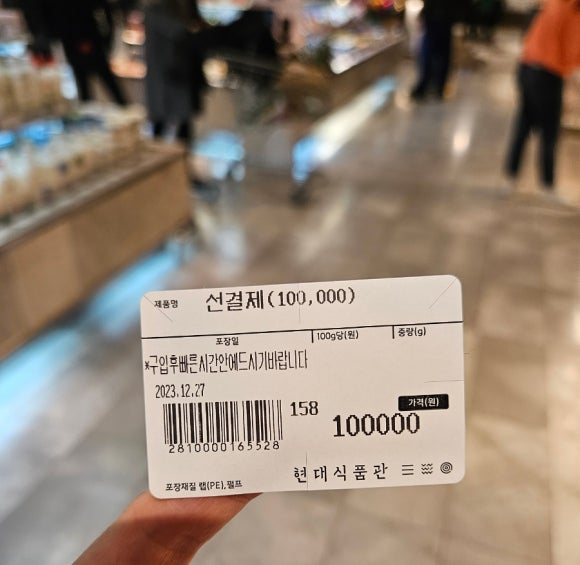 제품명 선결제(100,000)
포장일 100g당(원) 중량(g)
*구입후빠른시간안에드시기바랍니다
2023.12.27
158 가격(원)
100000
2810000165528
현대식품관
포장재질 랩(PE), 펄프